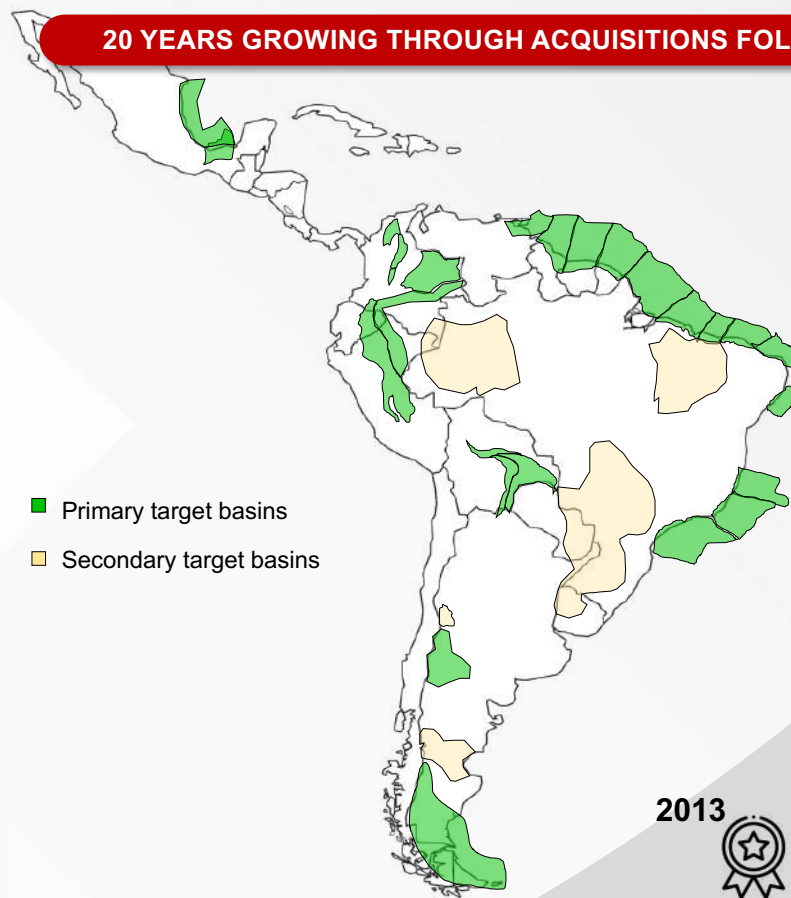 20 YEARS GROWING THROUGH ACQUISITIONS FOL
Primary target basins
Secondary target basins
2013